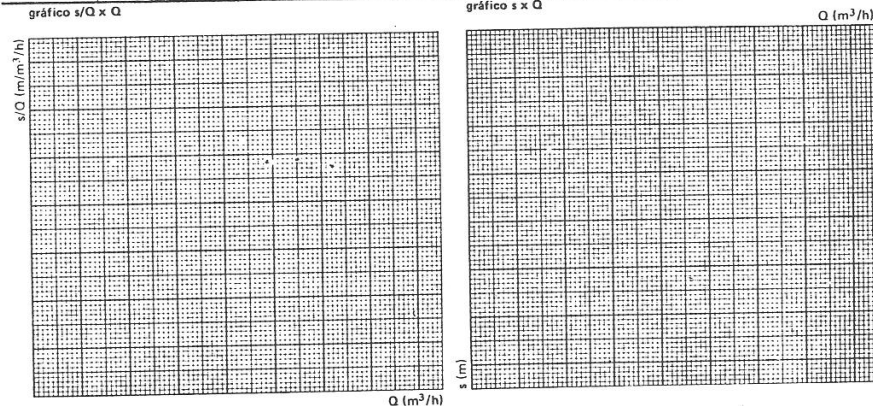 gráfico s/Q x Q
s/Q (m/m³/h)
Q (m³/h)
gráfico s x Q
Q (m³/h)
s (m)